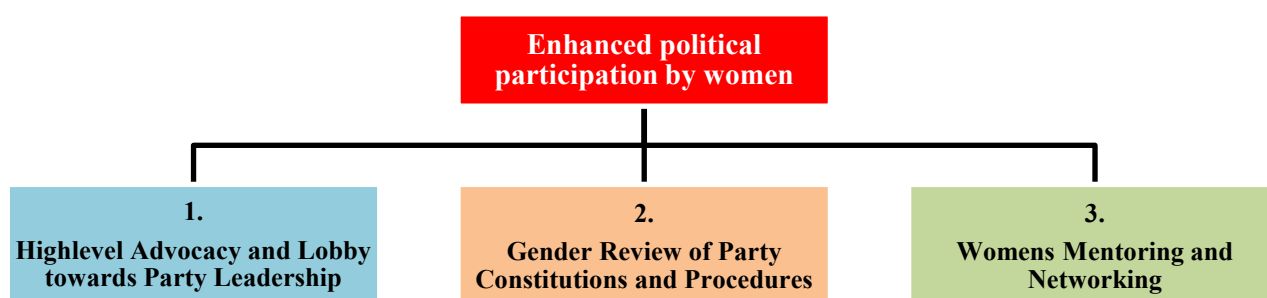 Enhanced political
participation by women
1.
Highlevel Advocacy and Lobby
towards Party Leadership
2.
Gender Review of Party
Constitutions and Procedures
3.
Womens Mentoring and
Networking